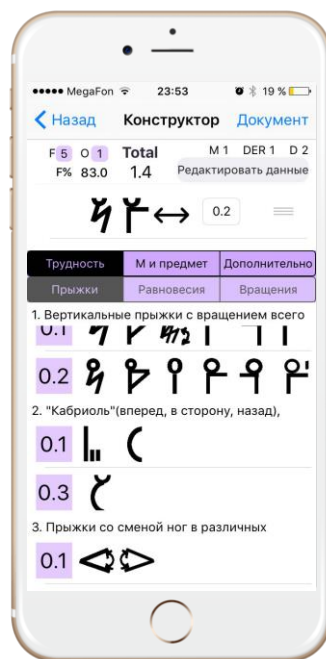 MegaFon 23:53 19 %
Назад Конструктор Документ
F 5 O 1 Total M 1 DER 1 D 2
F% 83.0 1.4 Редактировать данные
0.2
Трудность М и предмет Дополнительно
Прыжки Равновесия Вращения
1. Вертикальные прыжки с вращением всего
0.1
0.2
2. "Кабриоль"(вперед, в сторону, назад),
0.1
0.3
3. Прыжки со сменой ног в различных
0.1